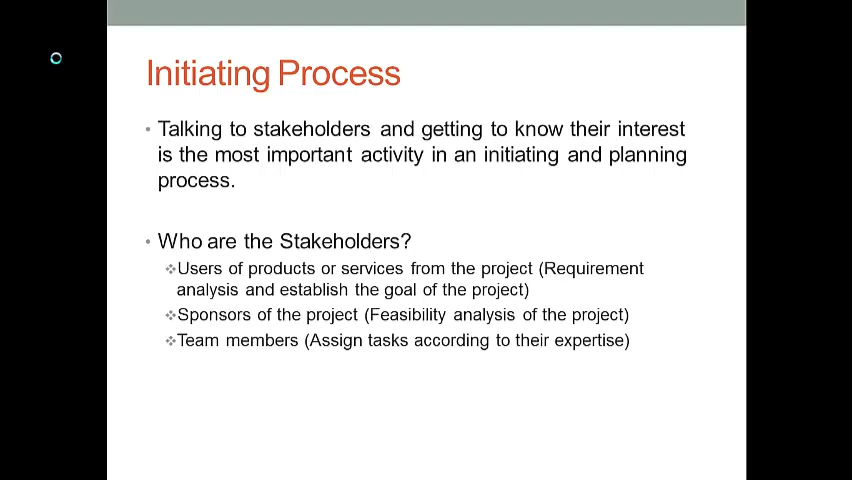 Initiating Process
• Talking to stakeholders and getting to know their interest
is the most important activity in an initiating and planning
process.
• Who are the Stakeholders?
❖Users of products or services from the project (Requirement
analysis and establish the goal of the project)
❖Sponsors of the project (Feasibility analysis of the project)
❖Team members (Assign tasks according to their expertise)